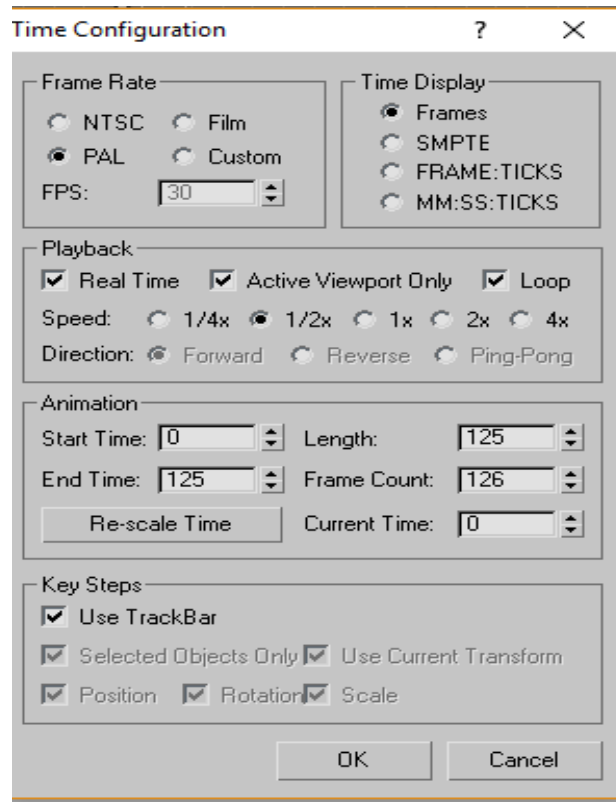 Time Configuration ? ×
Frame Rate
NTSC Film
PAL Custom
FPS: 30
Time Display
Frames
SMPTE
FRAME:TICKS
MM:SS:TICKS
Playback
Real Time Active Viewport Only Loop
Speed: 1/4x 1/2x 1x 2x 4x
Direction: Forward Reverse Ping-Pong
Animation
Start Time: 0 Length: 125
End Time: 125 Frame Count: 126
Re-scale Time Current Time: 0
Key Steps
Use TrackBar
Selected Objects Only Use Current Transform
Position Rotation Scale
OK Cancel